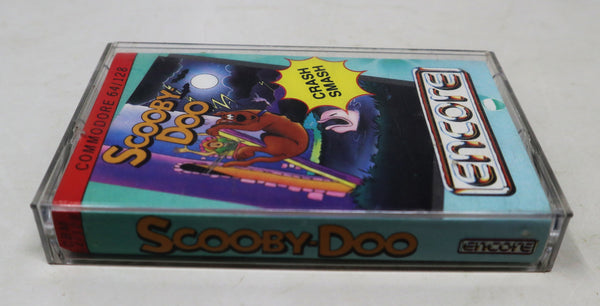 COMMODORE 64/128
SCOOBY-
DOO
CRASH
SMASH
encore
SCOOBY-DOO
encore